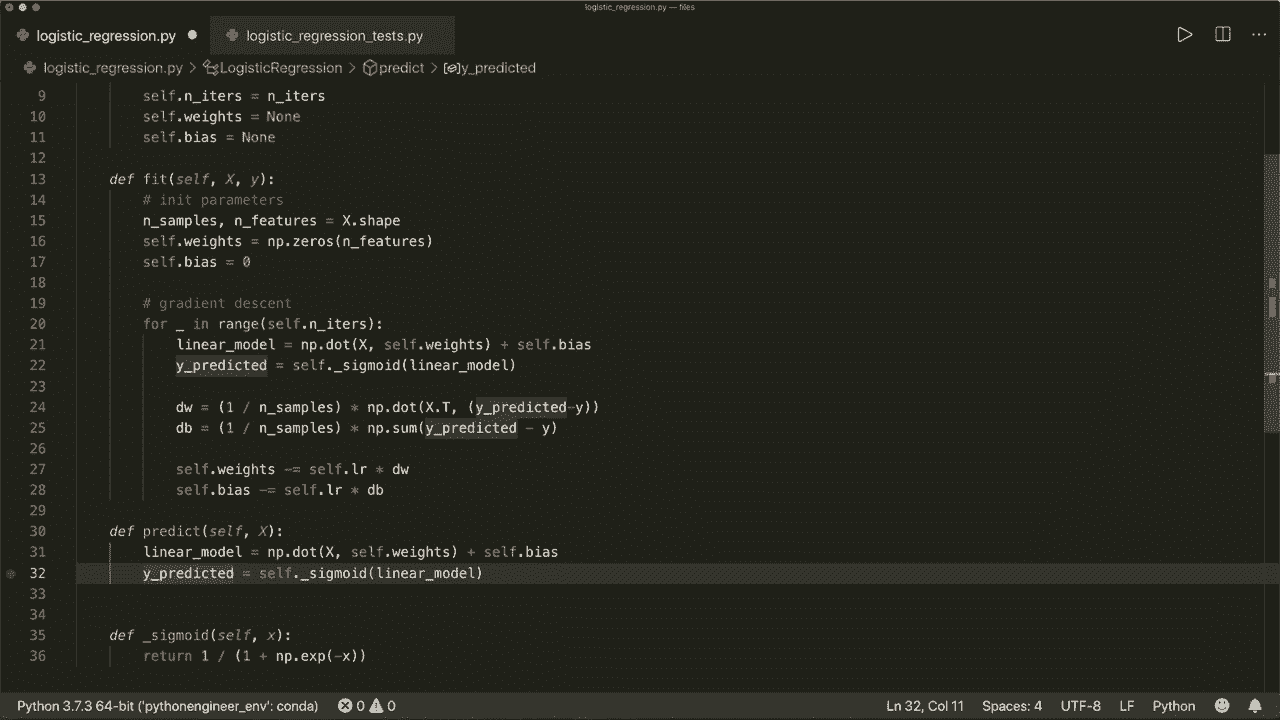 logistic_regression.py — files
logistic_regression.py ● logistic_regression_tests.py
logistic_regression.py > LogisticRegression > predict > y_predicted
9 self.n_iters = n_iters
10 self.weights = None
11 self.bias = None
12
13 def fit(self, X, y):
14 # init parameters
15 n_samples, n_features = X.shape
16 self.weights = np.zeros(n_features)
17 self.bias = 0
18
19 # gradient descent
20 for _ in range(self.n_iters):
21 linear_model = np.dot(X, self.weights) + self.bias
22 y_predicted = self._sigmoid(linear_model)
23
24 dw = (1 / n_samples) * np.dot(X.T, (y_predicted-y))
25 db = (1 / n_samples) * np.sum(y_predicted - y)
26
27 self.weights -= self.lr * dw
28 self.bias -= self.lr * db
29
30 def predict(self, X):
31 linear_model = np.dot(X, self.weights) + self.bias
32 y_predicted = self._sigmoid(linear_model)
33
34
35 def _sigmoid(self, x):
36 return 1 / (1 + np.exp(-x))
Python 3.7.3 64-bit ('pythonengineer_env': conda) 0 0 Ln 32, Col 11 Spaces: 4 UTF-8 LF Python